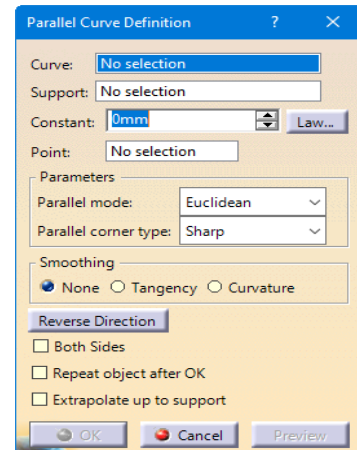 Parallel Curve Definition ? ×
Curve: No selection
Support: No selection
Constant: 0mm Law...
Point: No selection
Parameters
Parallel mode: Euclidean
Parallel corner type: Sharp
Smoothing
None Tangency Curvature
Reverse Direction
Both Sides
Repeat object after OK
Extrapolate up to support
OK Cancel Preview